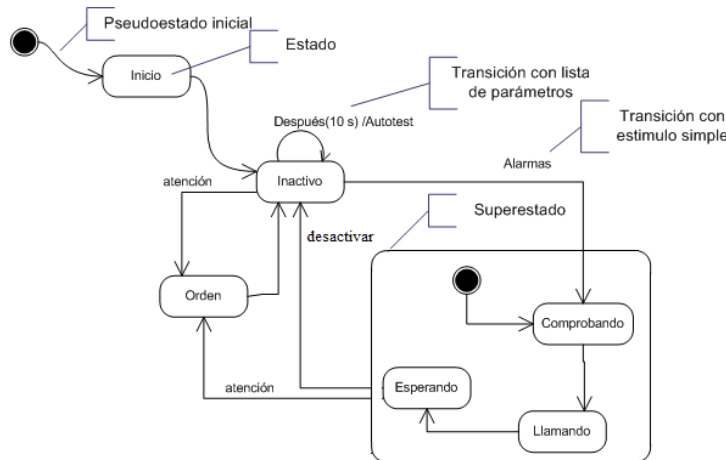 Pseudoestado inicial
Estado
Inicio
Transición con lista
de parámetros
Después(10 s) /Autotest
Transición con
estimulo simple
Alarmas
atención
Inactivo
Superestado
desactivar
Orden
Comprobando
atención
Esperando
Llamando